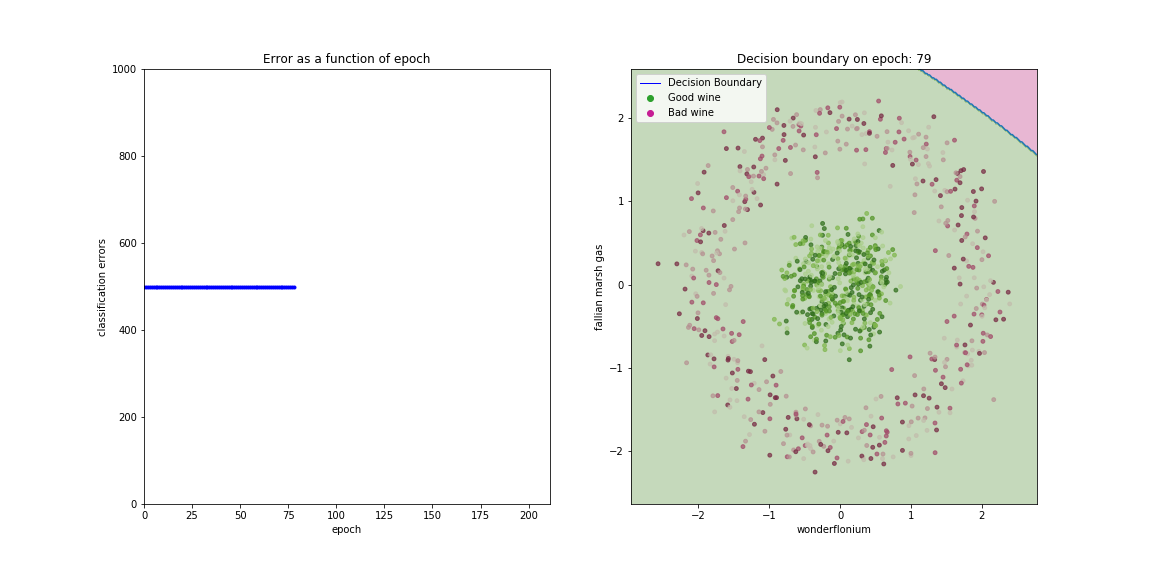 Error as a function of epoch
1000
800
600
400
200
0
classification errors
0 25 50 75 100 125 150 175 200
epoch
Decision boundary on epoch: 79
Decision Boundary
Good wine
Bad wine
2
1
0
−1
−2
fallian marsh gas
−2 −1 0 1 2
wonderflonium